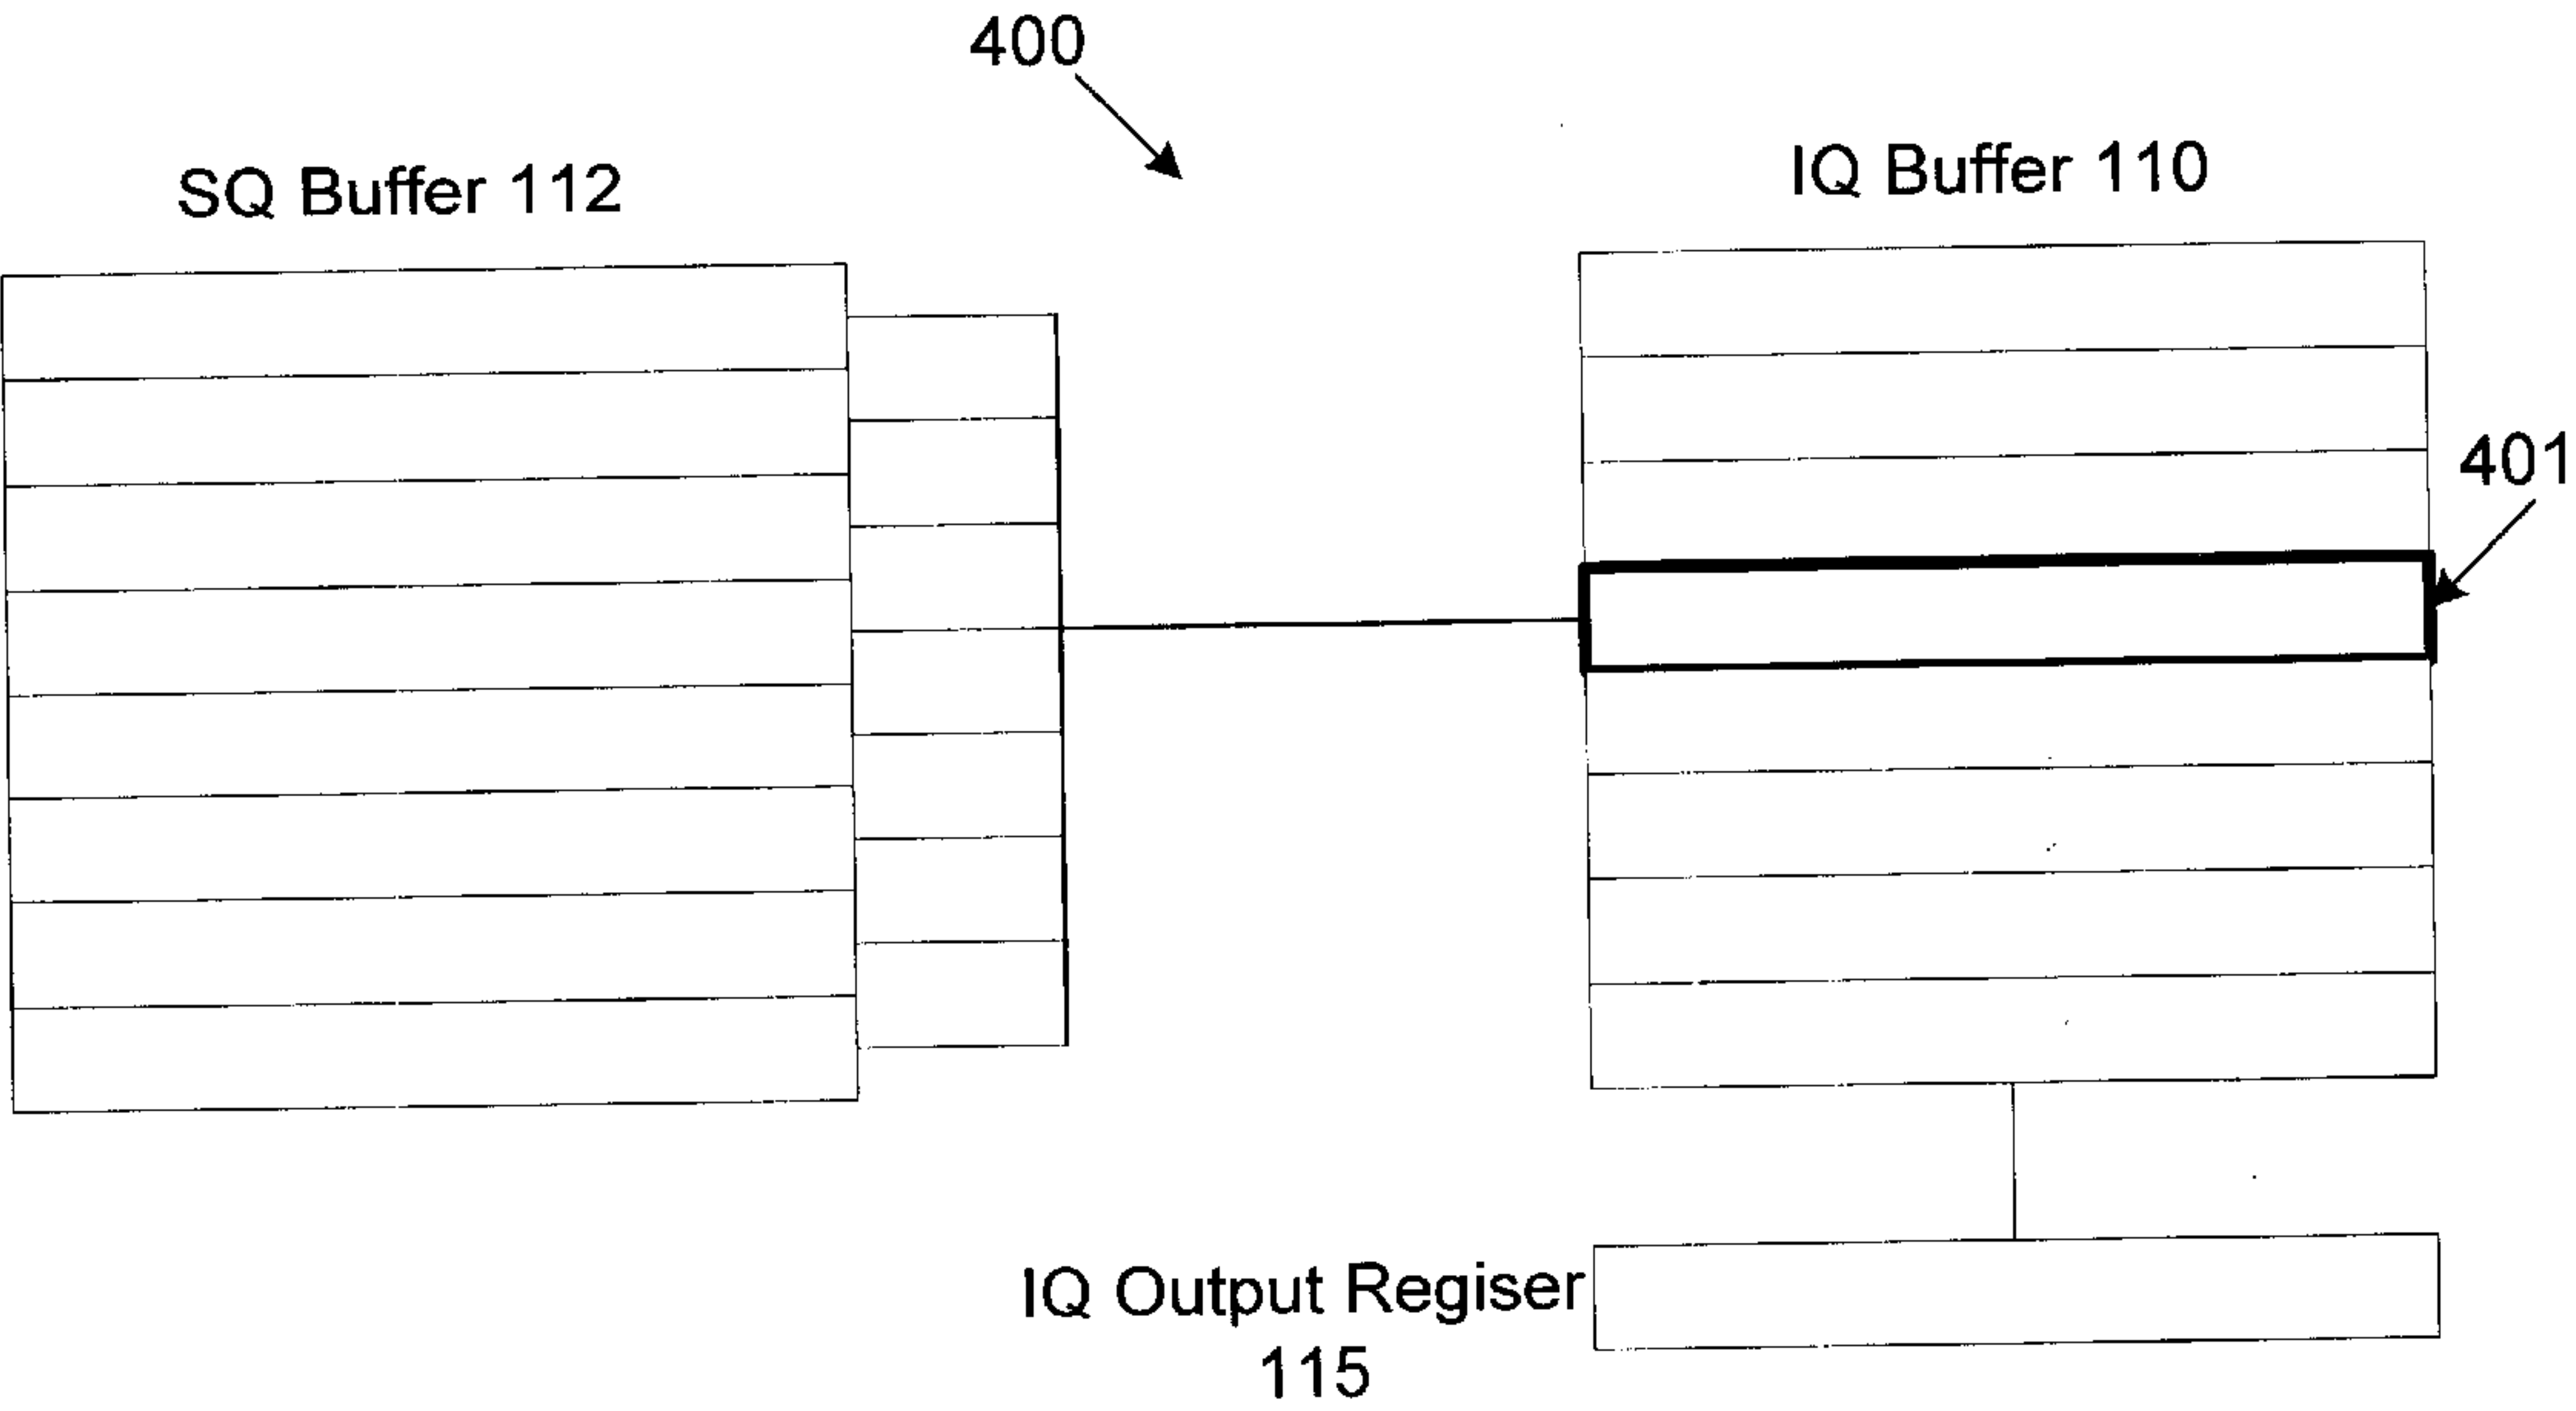 400
SQ Buffer 112
IQ Buffer 110
401
IQ Output Regiser
115